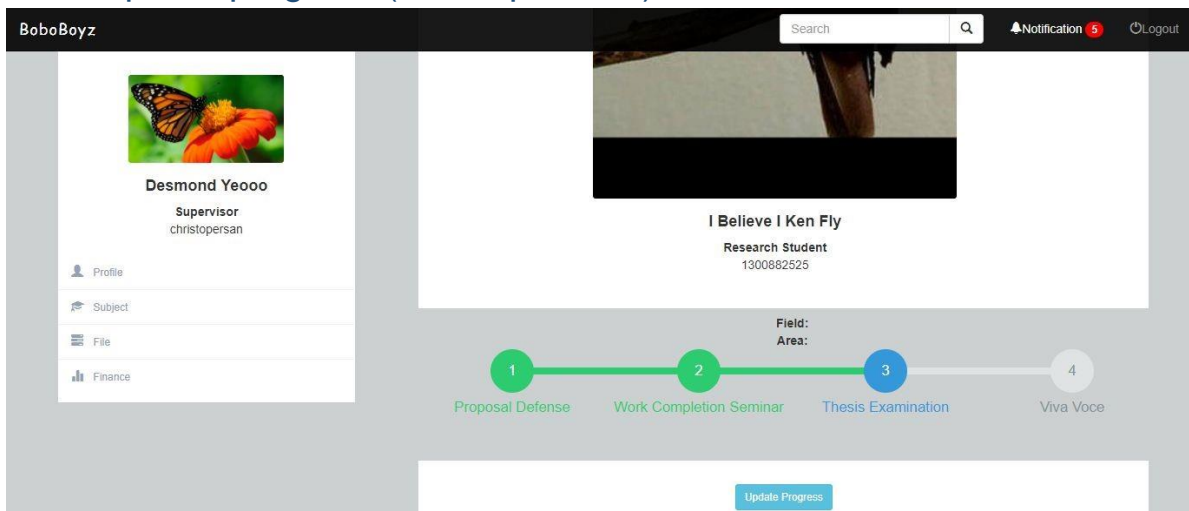 BoboBoyz
Search
Notification 5
Logout
Desmond Yeooo
Supervisor
christopersan
Profile
Subject
File
Finance
I Believe I Ken Fly
Research Student
1300882525
Field:
Area:
1 2 3 4
Proposal Defense Work Completion Seminar Thesis Examination Viva Voce
Update Progress